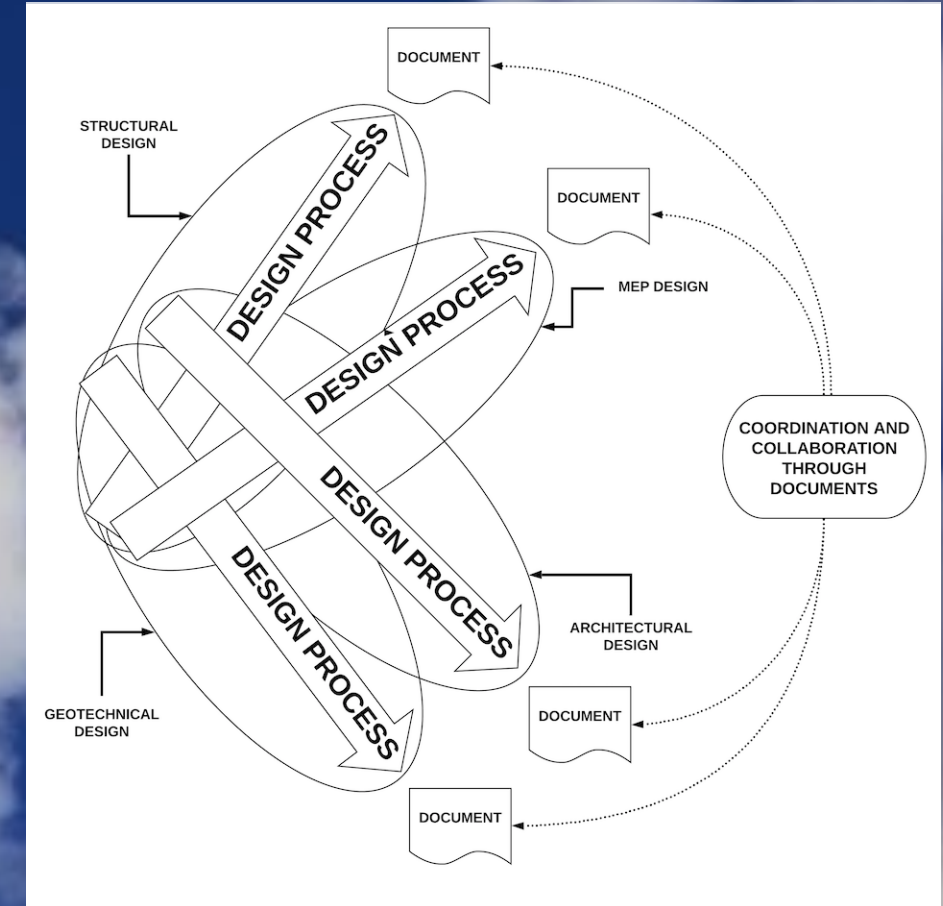 DOCUMENT
STRUCTURAL
DESIGN
DESIGN PROCESS
DOCUMENT
DESIGN PROCESS
MEP DESIGN
COORDINATION AND
COLLABORATION
THROUGH
DOCUMENTS
DESIGN PROCESS
DESIGN PROCESS
ARCHITECTURAL
DESIGN
GEOTECHNICAL
DESIGN
DOCUMENT
DOCUMENT